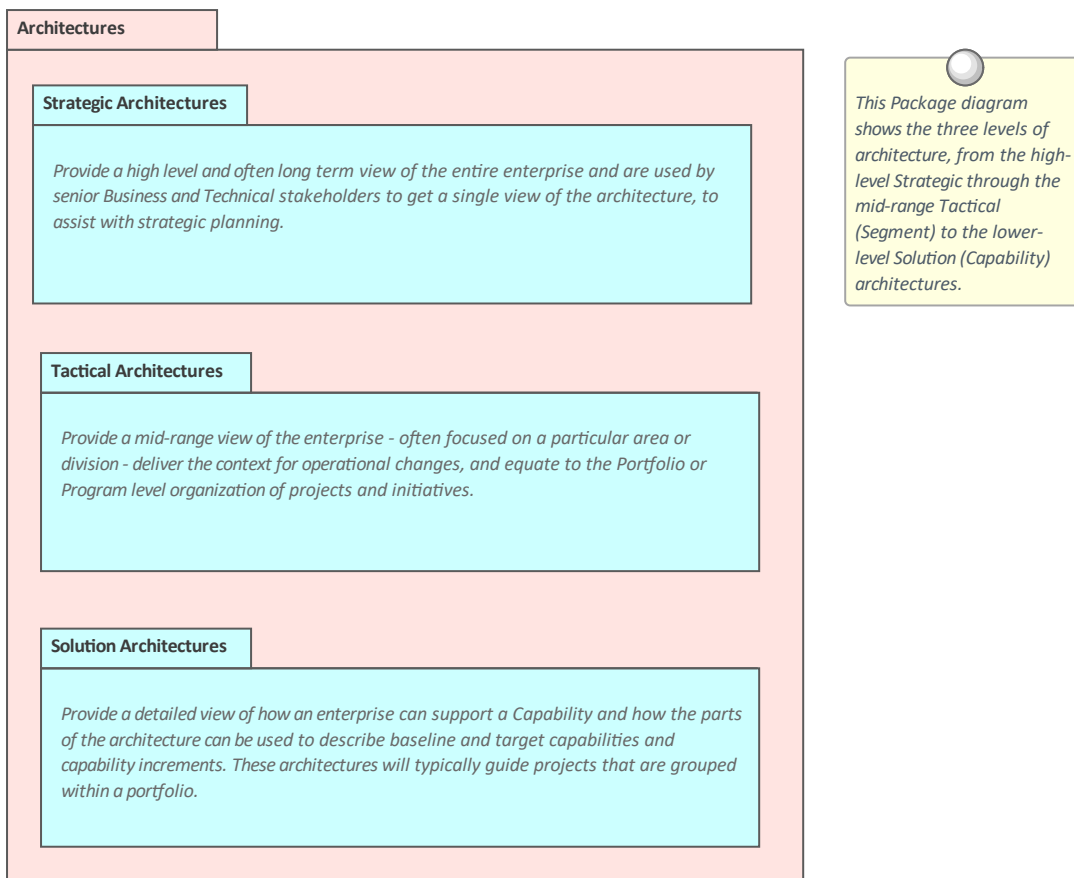 Architectures
Strategic Architectures
Provide a high level and often long term view of the entire enterprise and are used by
senior Business and Technical stakeholders to get a single view of the architecture, to
assist with strategic planning.
Tactical Architectures
Provide a mid-range view of the enterprise - often focused on a particular area or
division - deliver the context for operational changes, and equate to the Portfolio or
Program level organization of projects and initiatives.
Solution Architectures
Provide a detailed view of how an enterprise can support a Capability and how the parts
of the architecture can be used to describe baseline and target capabilities and
capability increments. These architectures will typically guide projects that are grouped
within a portfolio.
This Package diagram
shows the three levels of
architecture, from the high-
level Strategic through the
mid-range Tactical
(Segment) to the lower-
level Solution (Capability)
architectures.